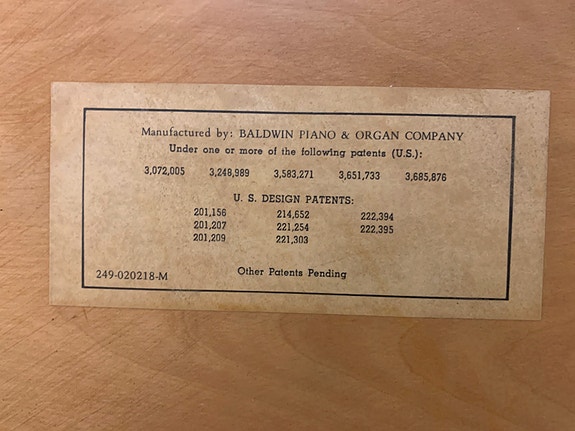 Manufactured by: BALDWIN PIANO & ORGAN COMPANY
Under one or more of the following patents (U.S.):
3,072,005 3,248,989 3,583,271 3,651,733 3,685,876
U. S. DESIGN PATENTS:
201,156 214,652 222,394
201,207 221,254 222,395
201,209 221,303
249-020218-M Other Patents Pending